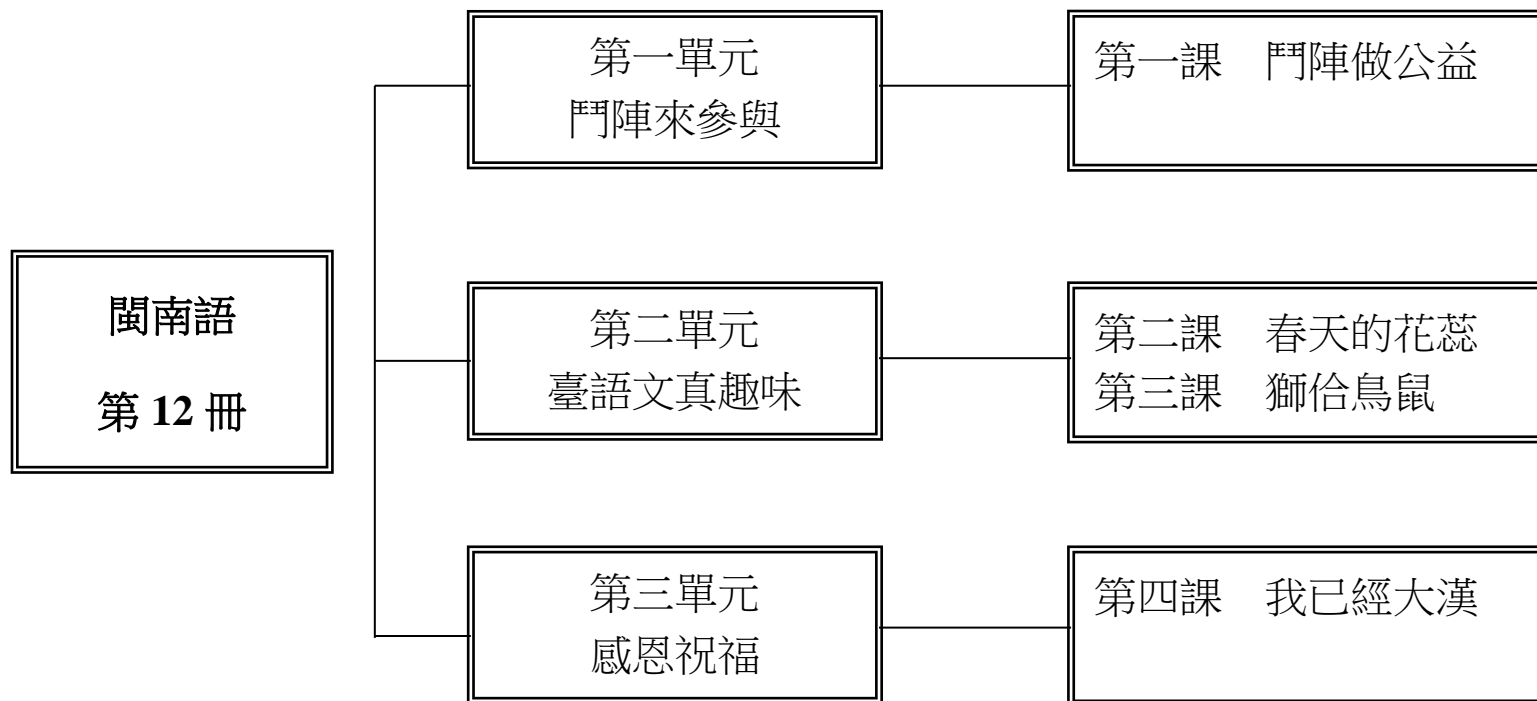 閩南語
第 12 冊
第一單元
鬥陣來參與
第一課　鬥陣做公益
第二單元
臺語文真趣味
第二課　春天的花蕊
第三課　獅佮鳥鼠
第三單元
感恩祝福
第四課　我已經大漢